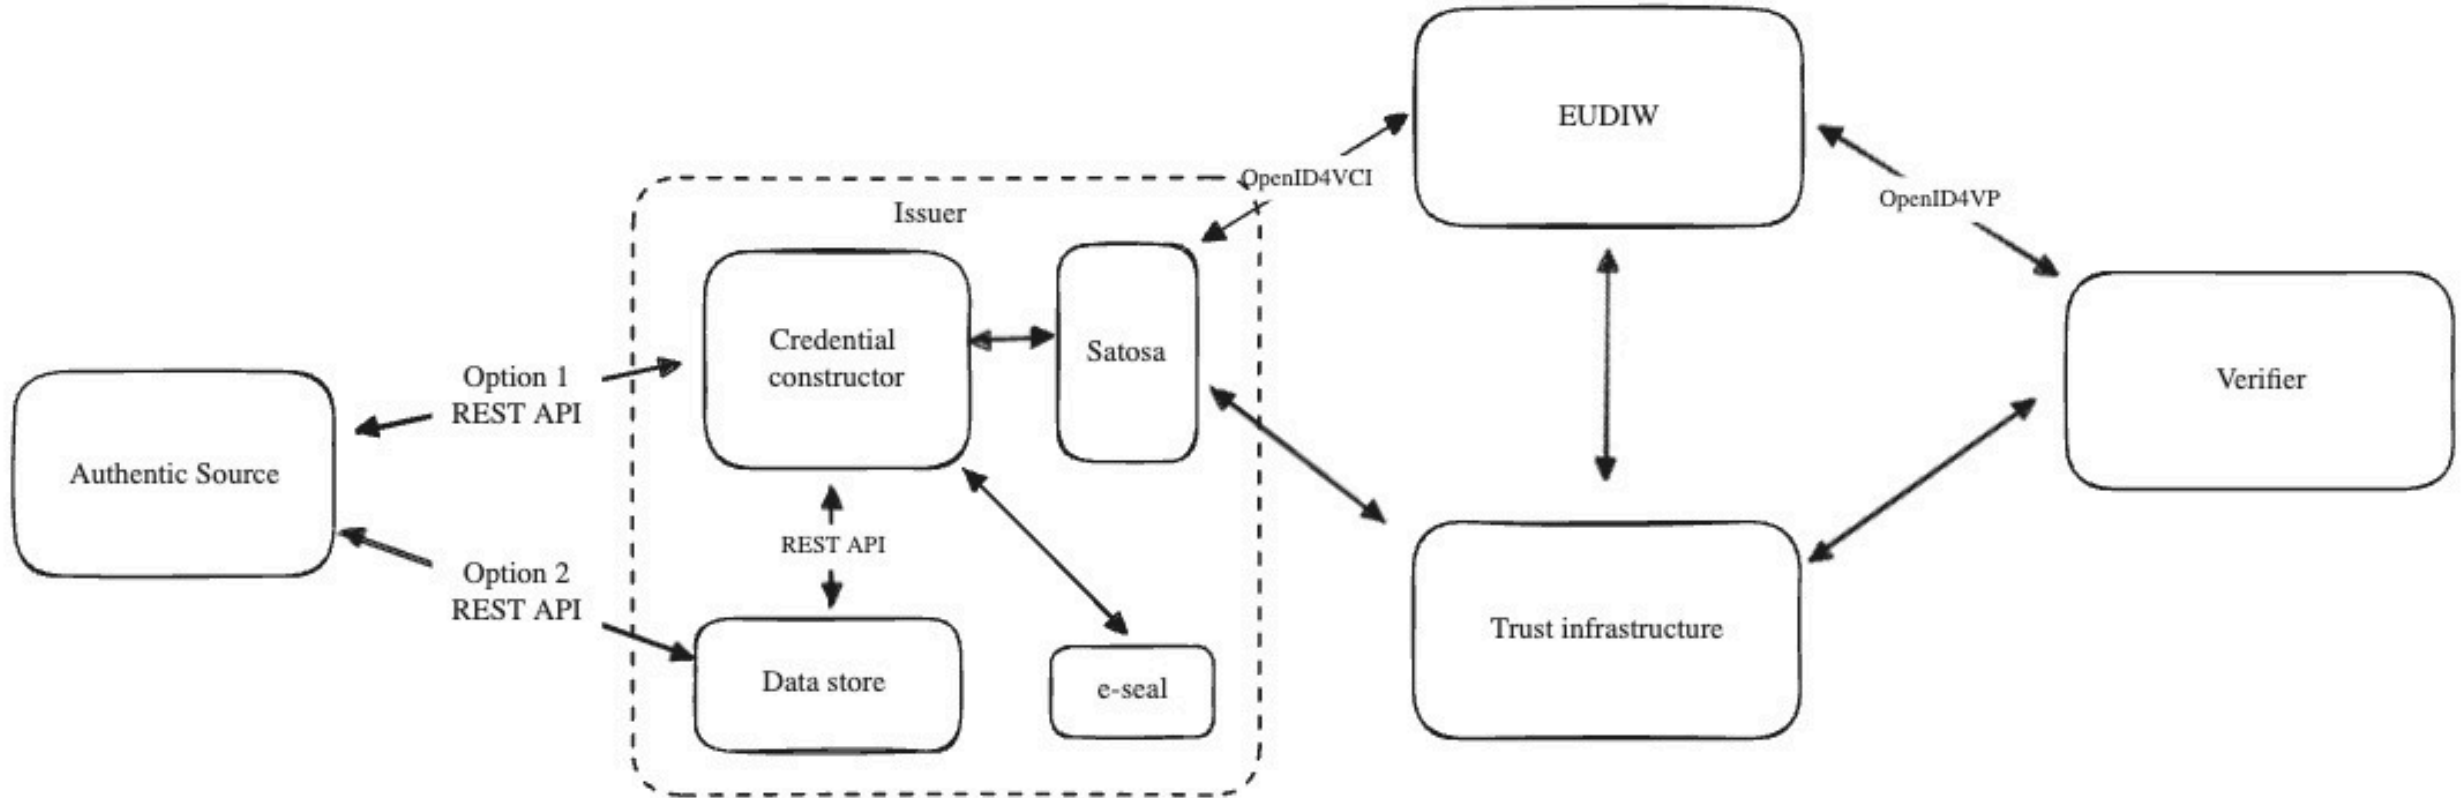 EUDIW
OpenID4VCI
OpenID4VP
Issuer
Credential
constructor
Satosa
Option 1
REST API
Verifier
Authentic Source
REST API
Option 2
REST API
Trust infrastructure
Data store
e-seal